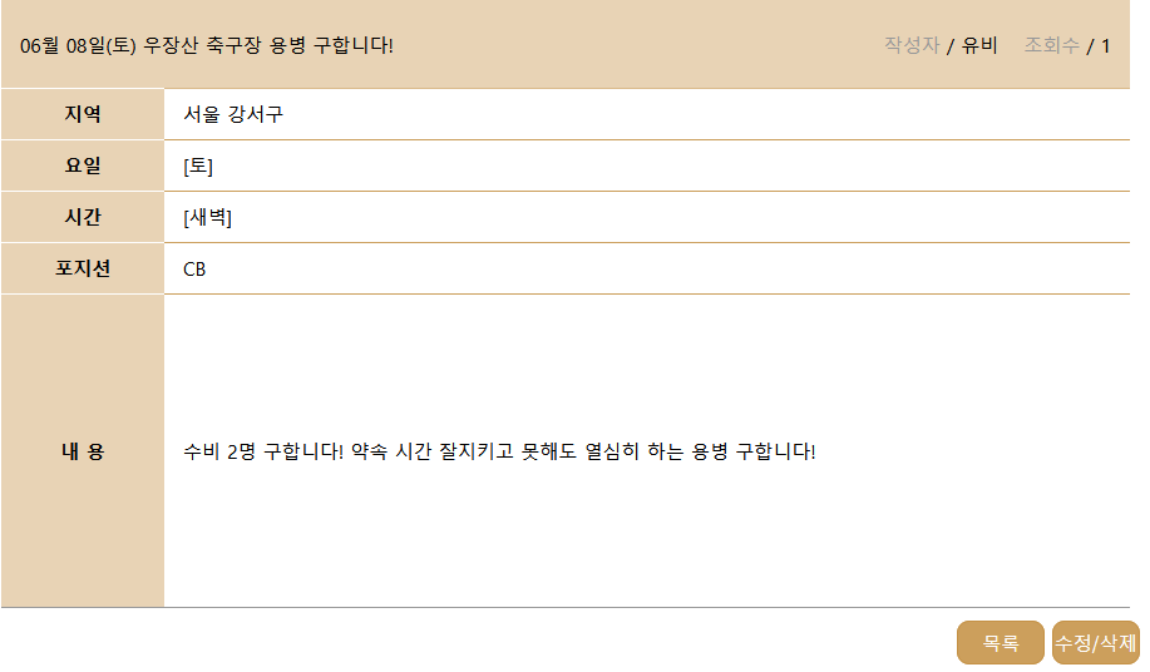 06월 08일(토) 우장산 축구장 용병 구합니다! 작성자 / 유비 조회수 / 1
지역 서울 강서구
요일 [토]
시간 [새벽]
포지션 CB
내 용 수비 2명 구합니다! 약속 시간 잘지키고 못해도 열심히 하는 용병 구합니다!
목록 수정/삭제